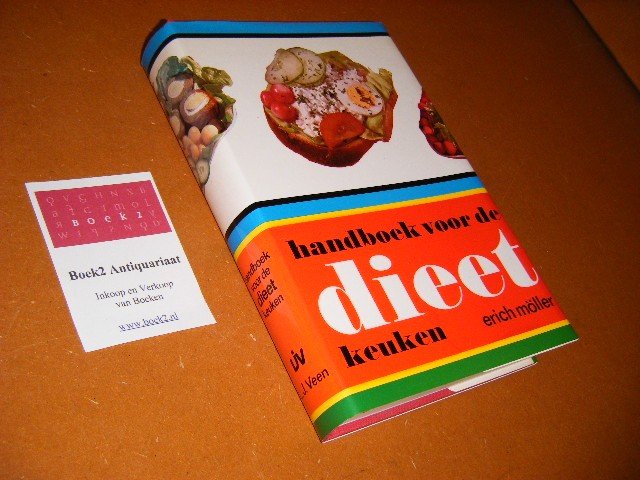 BOEK2
Boek2 Antiquariaat
Inkoop en Verkoop
van Boeken
www.boek2.nl
handboek voor de
dieet
keuken
erich möller
handboek
voor de
dieet
keuken
L.J. Veen